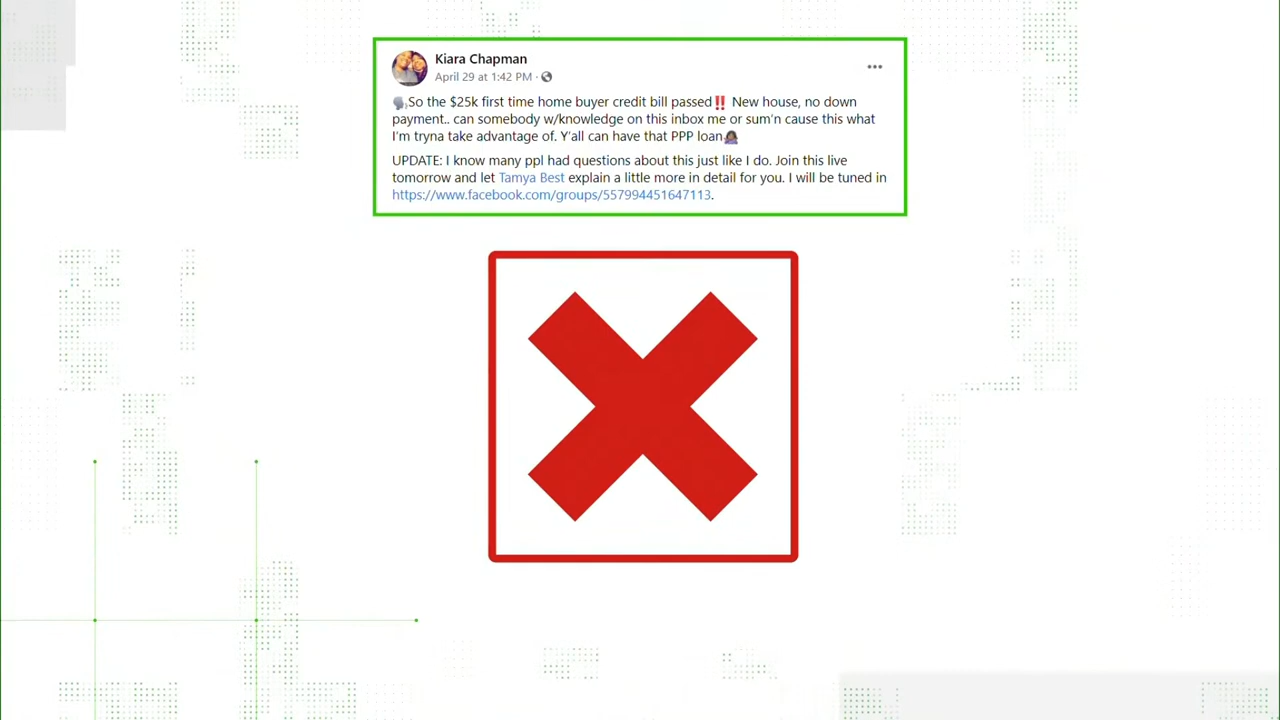 Kiara Chapman
April 29 at 1:42 PM ·
🗣So the $25k first time home buyer credit bill passed‼ New house, no down
payment.. can somebody w/knowledge on this inbox me or sum'n cause this what
I'm tryna take advantage of. Y'all can have that PPP loan🙇🏾‍♀️
UPDATE: I know many ppl had questions about this just like I do. Join this live
tomorrow and let Tamya Best explain a little more in detail for you. I will be tuned in
https://www.facebook.com/groups/557994451647113.